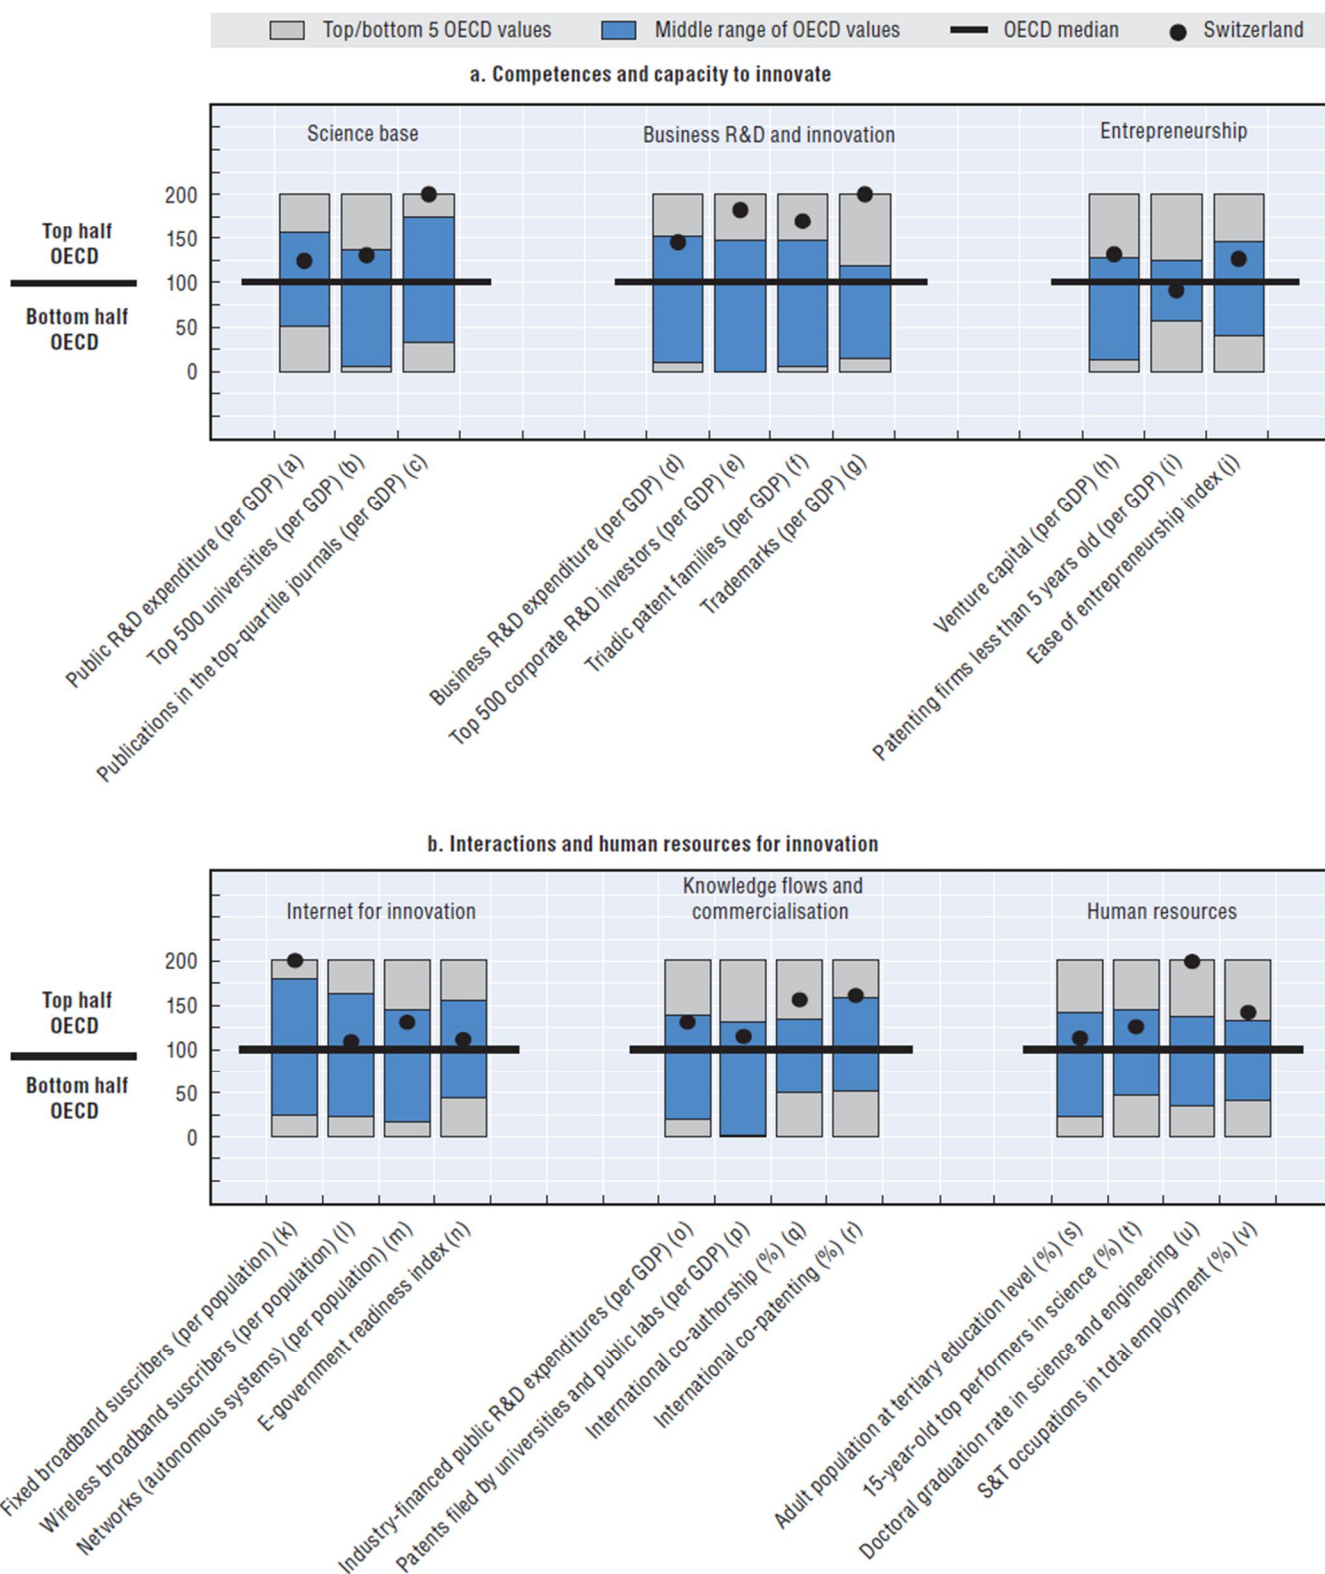 Top/bottom 5 OECD values Middle range of OECD values OECD median Switzerland
a. Competences and capacity to innovate
Science base
Business R&D and innovation
Entrepreneurship
200
150
100
50
0
Top half
OECD
Bottom half
OECD
Public R&D expenditure (per GDP) (a)
Top 500 universities (per GDP) (b)
Publications in the top-quartile journals (per GDP) (c)
Business R&D expenditure (per GDP) (d)
Top 500 corporate R&D investors (per GDP) (e)
Triadic patent families (per GDP) (f)
Trademarks (per GDP) (g)
Venture capital (per GDP) (h)
Patenting firms less than 5 years old (per GDP) (i)
Ease of entrepreneurship index (j)
b. Interactions and human resources for innovation
Internet for innovation
Knowledge flows and
commercialisation
Human resources
200
150
100
50
0
Top half
OECD
Bottom half
OECD
Fixed broadband suscribers (per population) (k)
Wireless broadband suscribers (per population) (l)
Networks (autonomous systems) (per population) (m)
E-government readiness index (n)
Industry-financed public R&D expenditures (per GDP) (o)
Patents filed by universities and public labs (per GDP) (p)
International co-authorship (%) (q)
International co-patenting (%) (r)
Adult population at tertiary education level (%) (s)
15-year-old top performers in science (%) (t)
Doctoral graduation rate in science and engineering (u)
S&T occupations in total employment (%) (v)